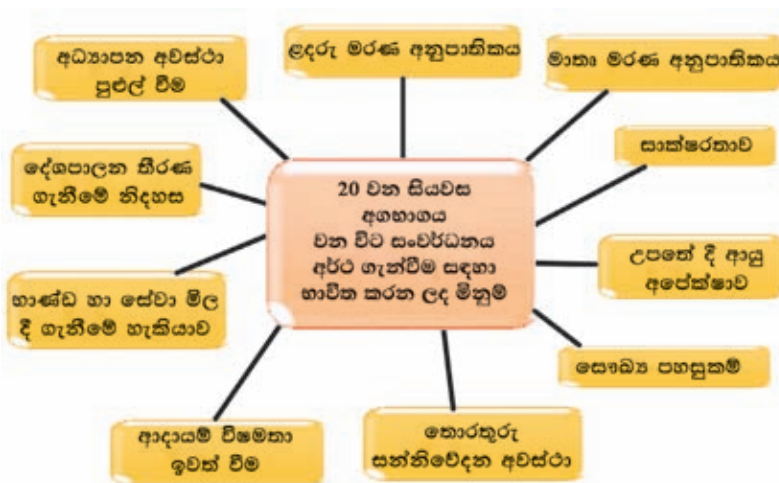 අධ්‍යාපන අවස්ථා
පුළුල් වීම
ළදරු මරණ අනුපාතිකය
මාතෘ මරණ අනුපාතිකය
සාක්ෂරතාව
දේශපාලන තීරණ
ගැනීමේ නිදහස
20 වන සියවස
අගභාගය
වන විට සංවර්ධනය
අර්ථ ගැන්වීම සඳහා
භාවිත කරන ලද මිනුම්
උපතේ දී ආයු
අපේක්ෂාව
භාණ්ඩ හා සේවා මිල
දී ගැනීමේ හැකියාව
සෞඛ්‍ය පහසුකම්
ආදායම් විෂමතා
ඉවත් වීම
තොරතුරු
සන්නිවේදන අවස්ථා